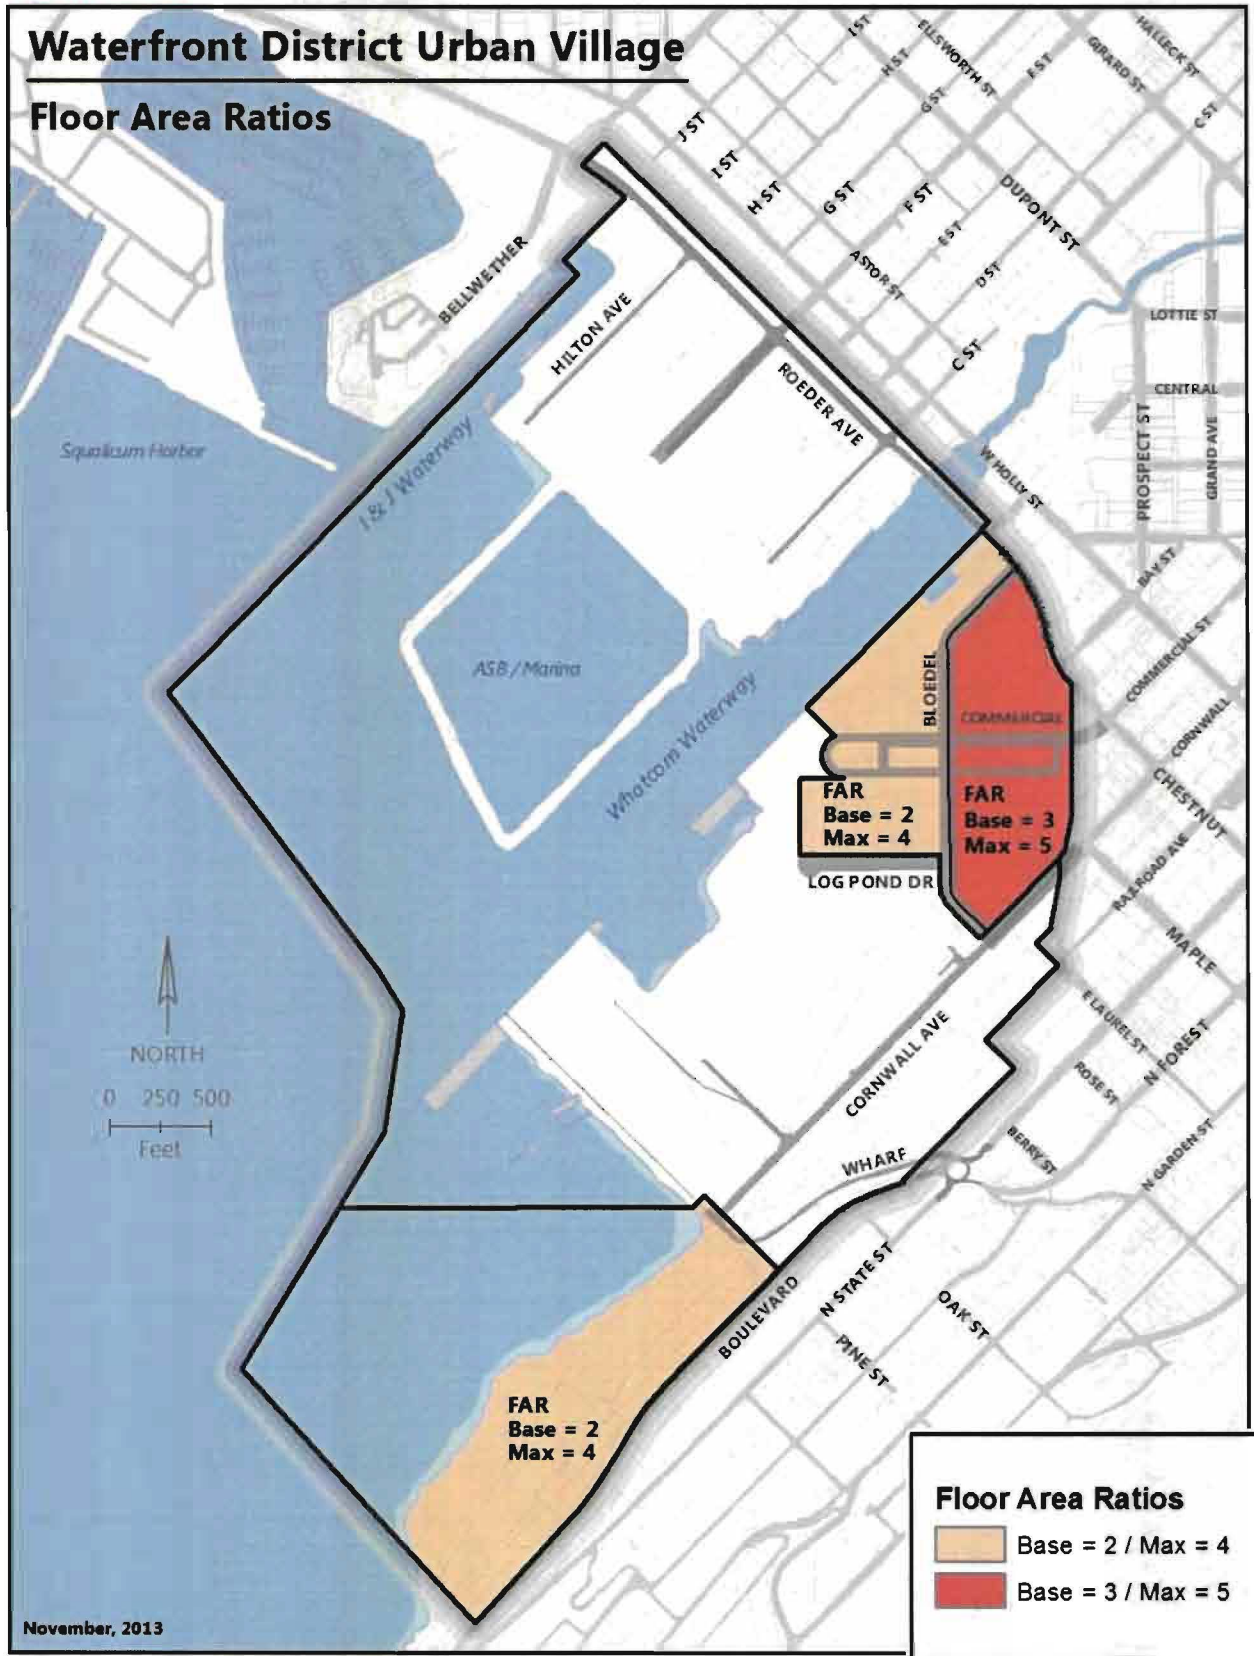 Waterfront District Urban Village
Floor Area Ratios
I ST
ELLSWORTH ST
HALLECK ST
H ST
F ST
GIRARD ST
G ST
C ST
J ST
I ST
H ST
G ST
F ST
DUPONT ST
E ST
ASTOR ST
D ST
BELLWETHER
LOTTIE ST
HILTON AVE
C ST
ROEDER AVE
CENTRAL
Squalicum Harbor
I & J Waterway
W HOLLY ST
PROSPECT ST
GRAND AVE
BAY ST
ASB / Marina
BLOEDEL
COMMERCIAL ST
Whatcom Waterway
COMMERCIAL
CORNWALL
FAR
Base = 2
Max = 4
FAR
Base = 3
Max = 5
CHESTNUT
LOG POND DR
RAILROAD AVE
MAPLE
NORTH
0 250 500
Feet
E LAUREL ST
N FOREST
CORNWALL AVE
ROSE ST
WHARF
BERRY ST
N GARDEN ST
BOULEVARD
N STATE ST
OAK ST
PINE ST
FAR
Base = 2
Max = 4
Floor Area Ratios
Base = 2 / Max = 4
Base = 3 / Max = 5
November, 2013